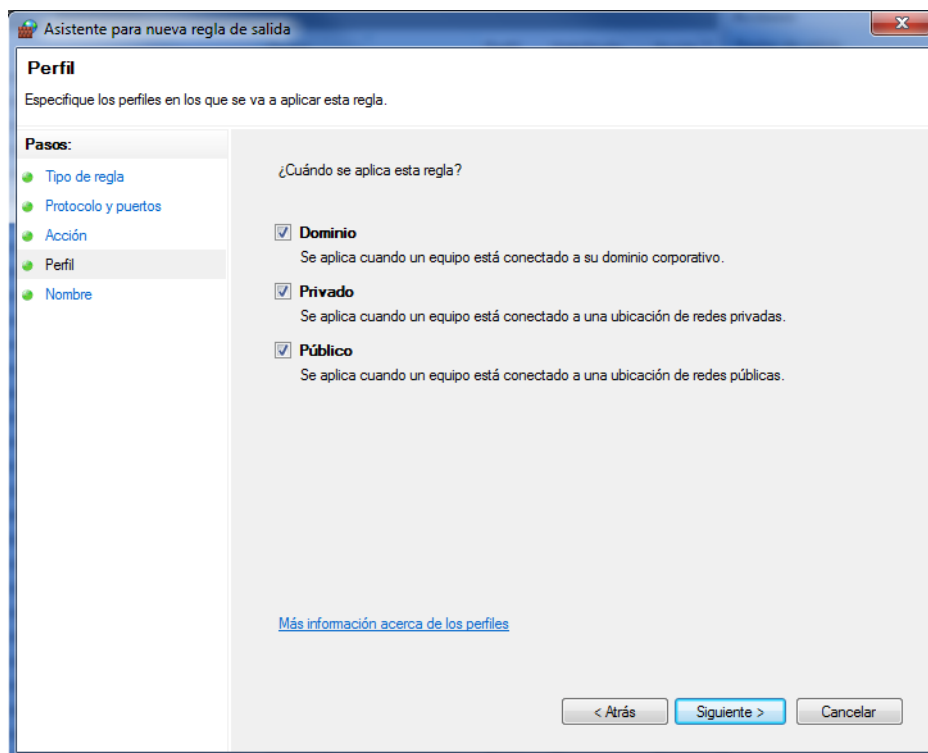 Asistente para nueva regla de salida
Perfil
Especifique los perfiles en los que se va a aplicar esta regla.
Pasos:
Tipo de regla
Protocolo y puertos
Acción
Perfil
Nombre
¿Cuándo se aplica esta regla?
Dominio
Se aplica cuando un equipo está conectado a su dominio corporativo.
Privado
Se aplica cuando un equipo está conectado a una ubicación de redes privadas.
Público
Se aplica cuando un equipo está conectado a una ubicación de redes públicas.
Más información acerca de los perfiles
< Atrás
Siguiente >
Cancelar